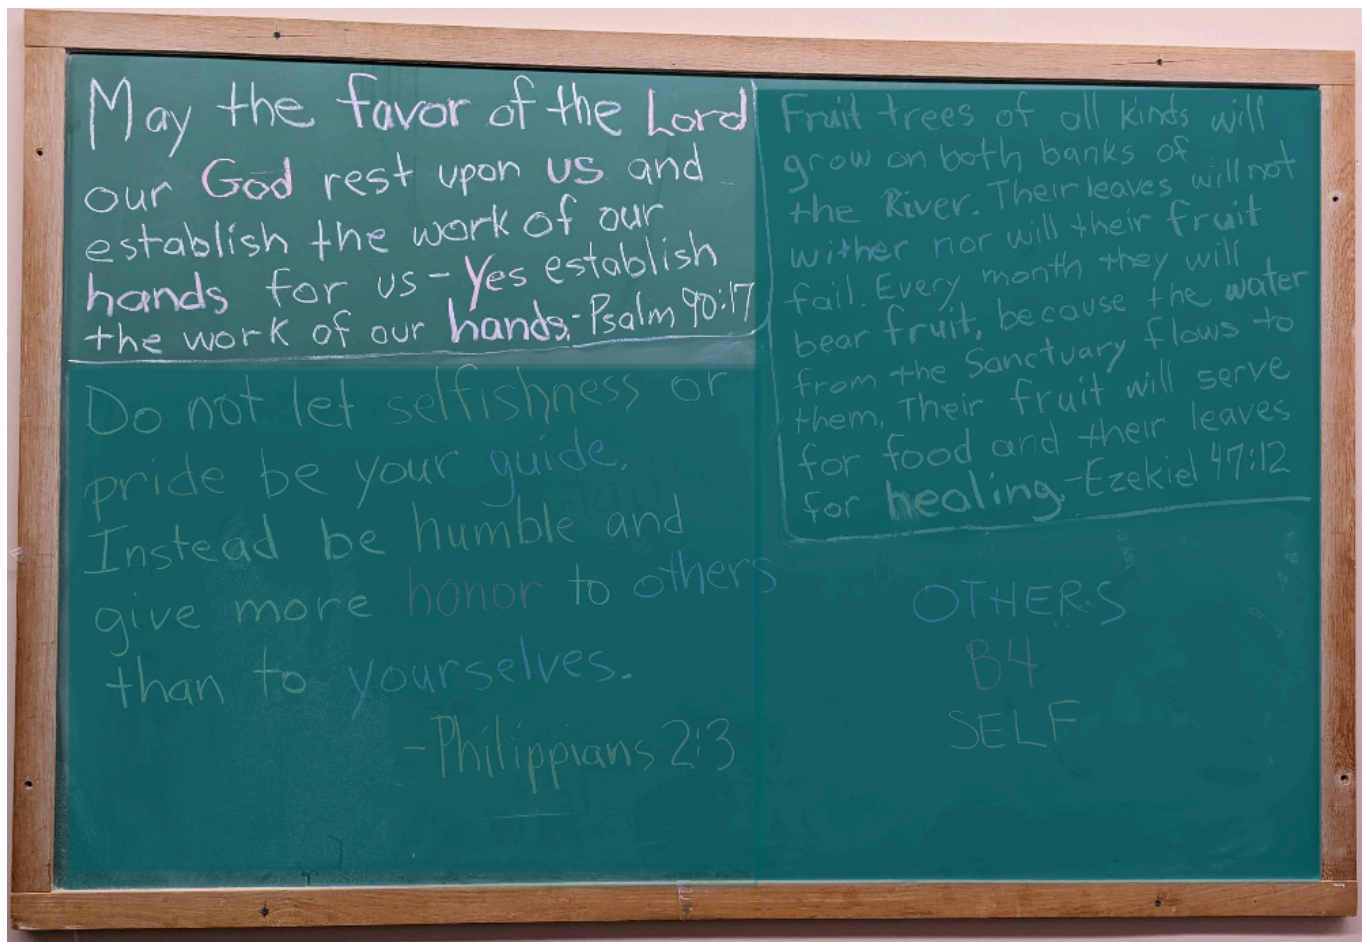 May the favor of the Lord
our God rest upon us and
establish the work of our
hands for us - Yes establish
the work of our hands. - Psalm 90:17
Do not let selfishness or
pride be your guide.
Instead be humble and
give more honor to others
than to yourselves.
- Philippians 2:3
Fruit trees of all kinds will
grow on both banks of
the River. Their leaves will not
wither nor will their fruit
fail. Every month they will
bear fruit, because the water
from the Sanctuary flows to
them. Their fruit will serve
for food and their leaves
for healing. - Ezekiel 47:12
OTHERS
B4
SELF